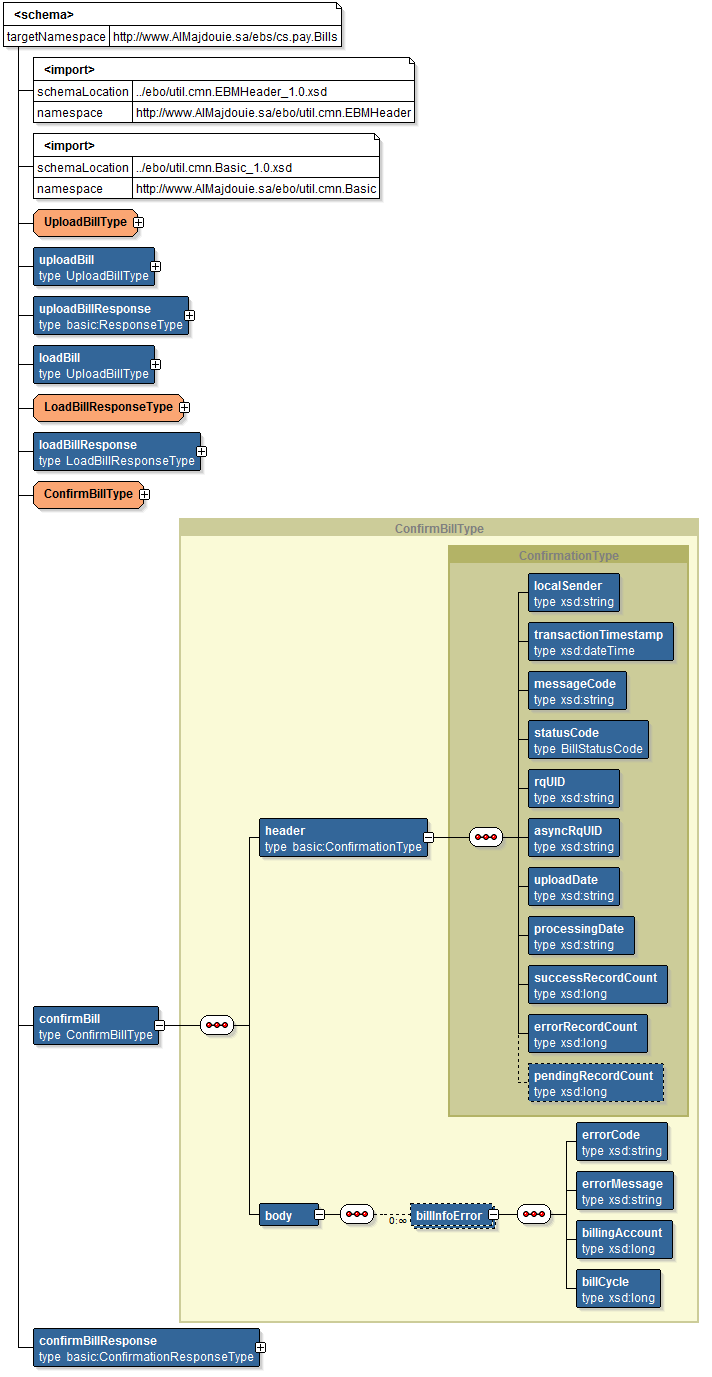 <schema>
targetNamespace http://www.AlMajdouie.sa/ebs/cs.pay.Bills
<import>
schemaLocation ../ebo/util.cmn.EBMHeader_1.0.xsd
namespace http://www.AlMajdouie.sa/ebo/util.cmn.EBMHeader
<import>
schemaLocation ../ebo/util.cmn.Basic_1.0.xsd
namespace http://www.AlMajdouie.sa/ebo/util.cmn.Basic
UploadBillType
uploadBill
type UploadBillType
uploadBillResponse
type basic:ResponseType
loadBill
type UploadBillType
LoadBillResponseType
loadBillResponse
type LoadBillResponseType
ConfirmBillType
ConfirmBillType
ConfirmationType
localSender
type xsd:string
transactionTimestamp
type xsd:dateTime
messageCode
type xsd:string
statusCode
type BillStatusCode
rqUID
type xsd:string
header
type basic:ConfirmationType
asyncRqUID
type xsd:string
uploadDate
type xsd:string
processingDate
type xsd:string
successRecordCount
type xsd:long
confirmBill
type ConfirmBillType
errorRecordCount
type xsd:long
pendingRecordCount
type xsd:long
errorCode
type xsd:string
errorMessage
type xsd:string
body
0:∞
billInfoError
billingAccount
type xsd:long
billCycle
type xsd:long
confirmBillResponse
type basic:ConfirmationResponseType